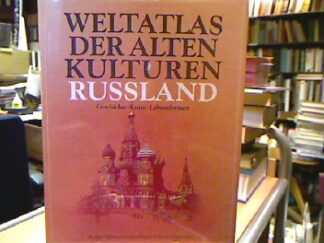 WELTATLAS
DER ALTEN
KULTUREN
RUSSLAND
Geschichte · Kunst · Lebensformen